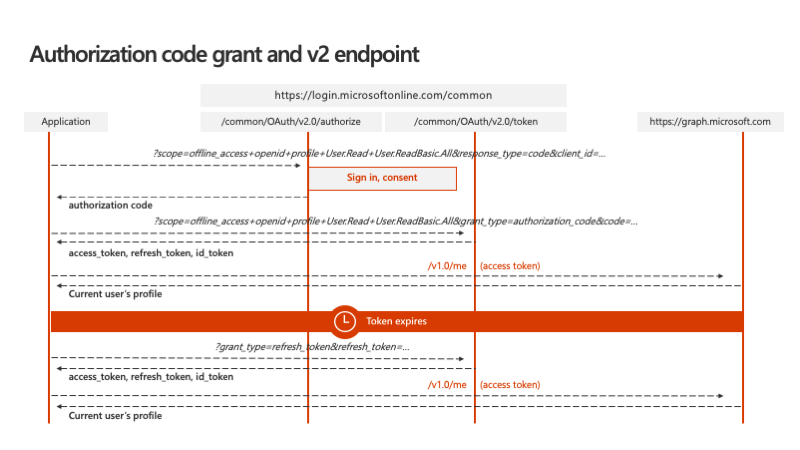 Authorization code grant and v2 endpoint
https://login.microsoftonline.com/common
Application
/common/OAuth/v2.0/authorize
/common/OAuth/v2.0/token
https://graph.microsoft.com
?scope=offline_access+openid+profile+User.Read+User.ReadBasic.All&response_type=code&client_id=...
Sign in, consent
authorization code
?scope=offline_access+openid+profile+User.Read+User.ReadBasic.All&grant_type=authorization_code&code=...
access_token, refresh_token, id_token
/v1.0/me (access token)
Current user's profile
Token expires
?grant_type=refresh_token&refresh_token=...
access_token, refresh_token, id_token
/v1.0/me (access token)
Current user's profile